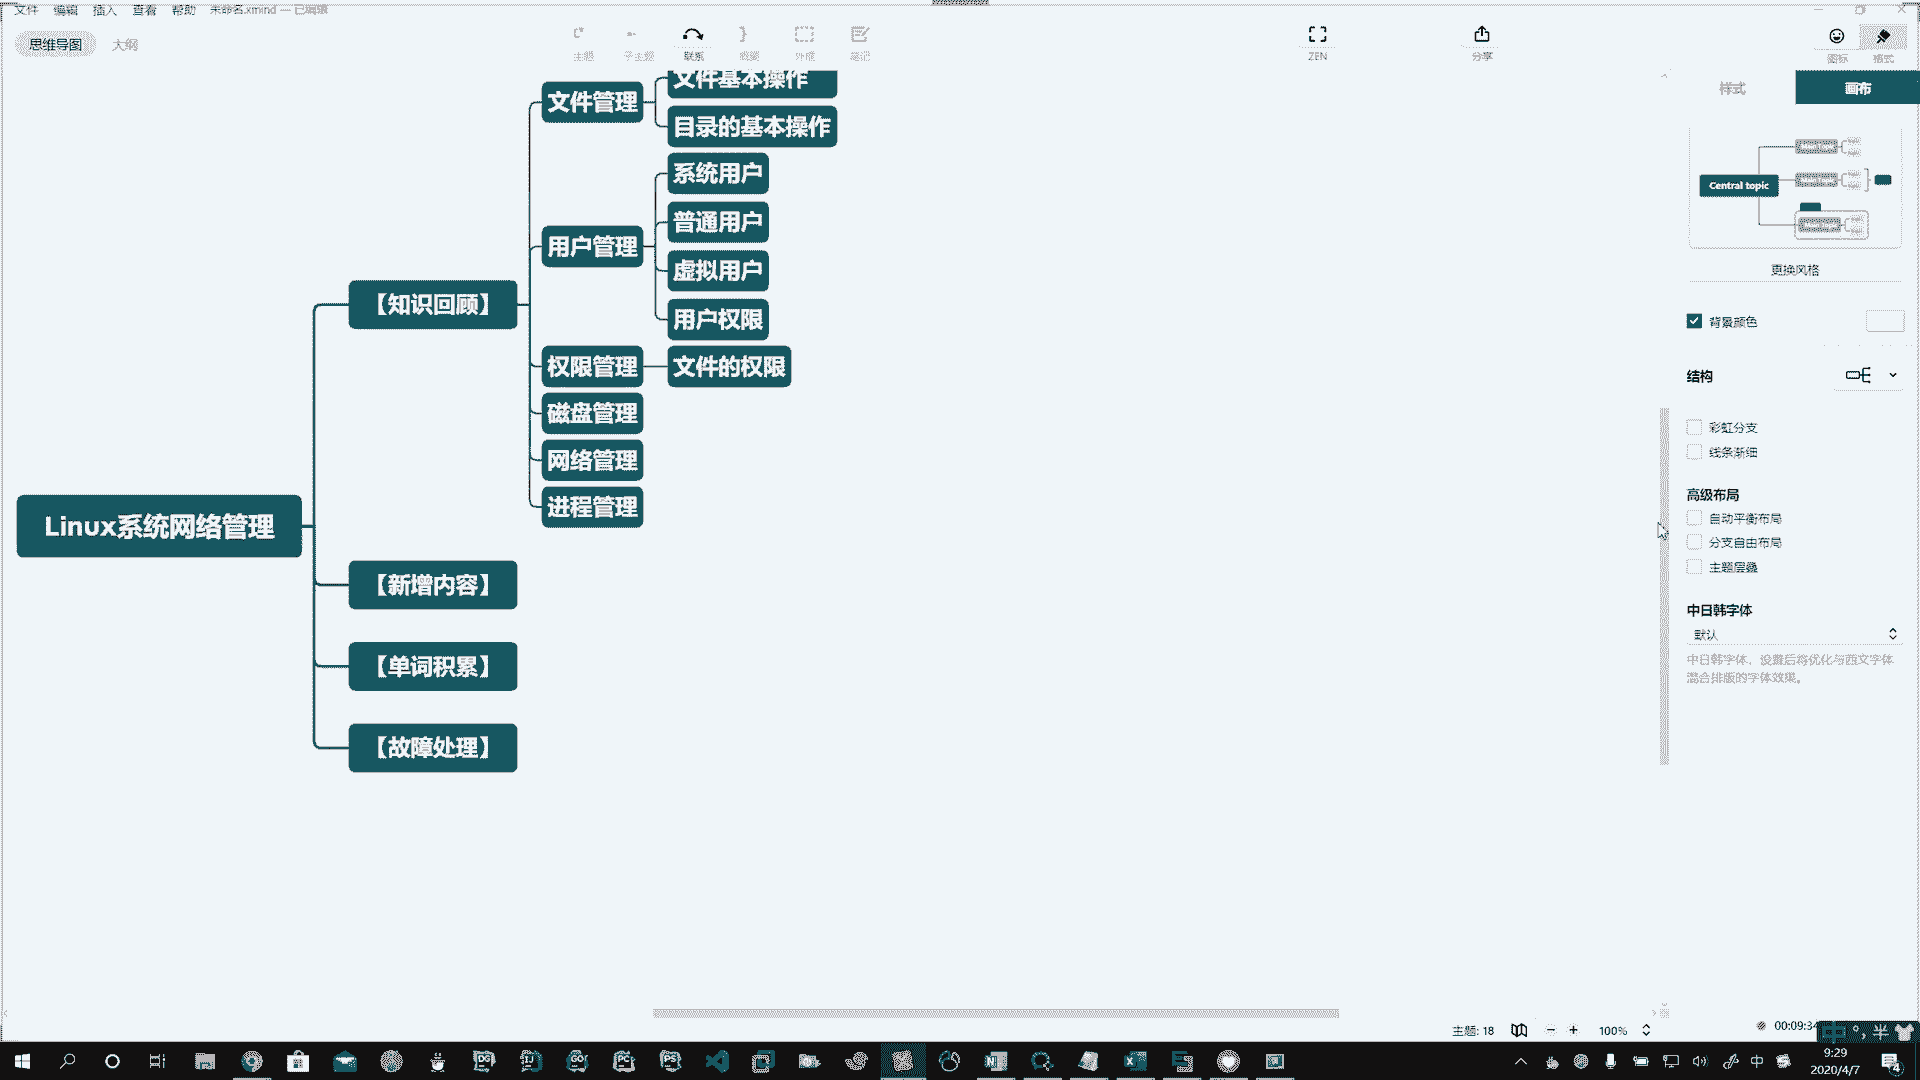 文件 编辑 插入 查看 帮助 未命名.xmind — 已编辑
思维导图 大纲
主题 子主题 联系 概要 外框 笔记 ZEN 分享 图标 格式
样式 画布
文件管理
文件基本操作
目录的基本操作
用户管理
系统用户
普通用户
虚拟用户
用户权限
【知识回顾】
权限管理
文件的权限
磁盘管理
网络管理
进程管理
Linux系统网络管理
【新增内容】
【单词积累】
【故障处理】
Central topic
更换风格
背景颜色
结构
彩虹分支
线条渐细
高级布局
自动平衡布局
分支自由布局
主题层叠
中日韩字体
默认
中日韩字体，设置后将优化与西文字体
混合排版的字体效果。
主题: 18 100%
中 半
DG IJ GO PC PS
中
9:29
2020/4/7
4